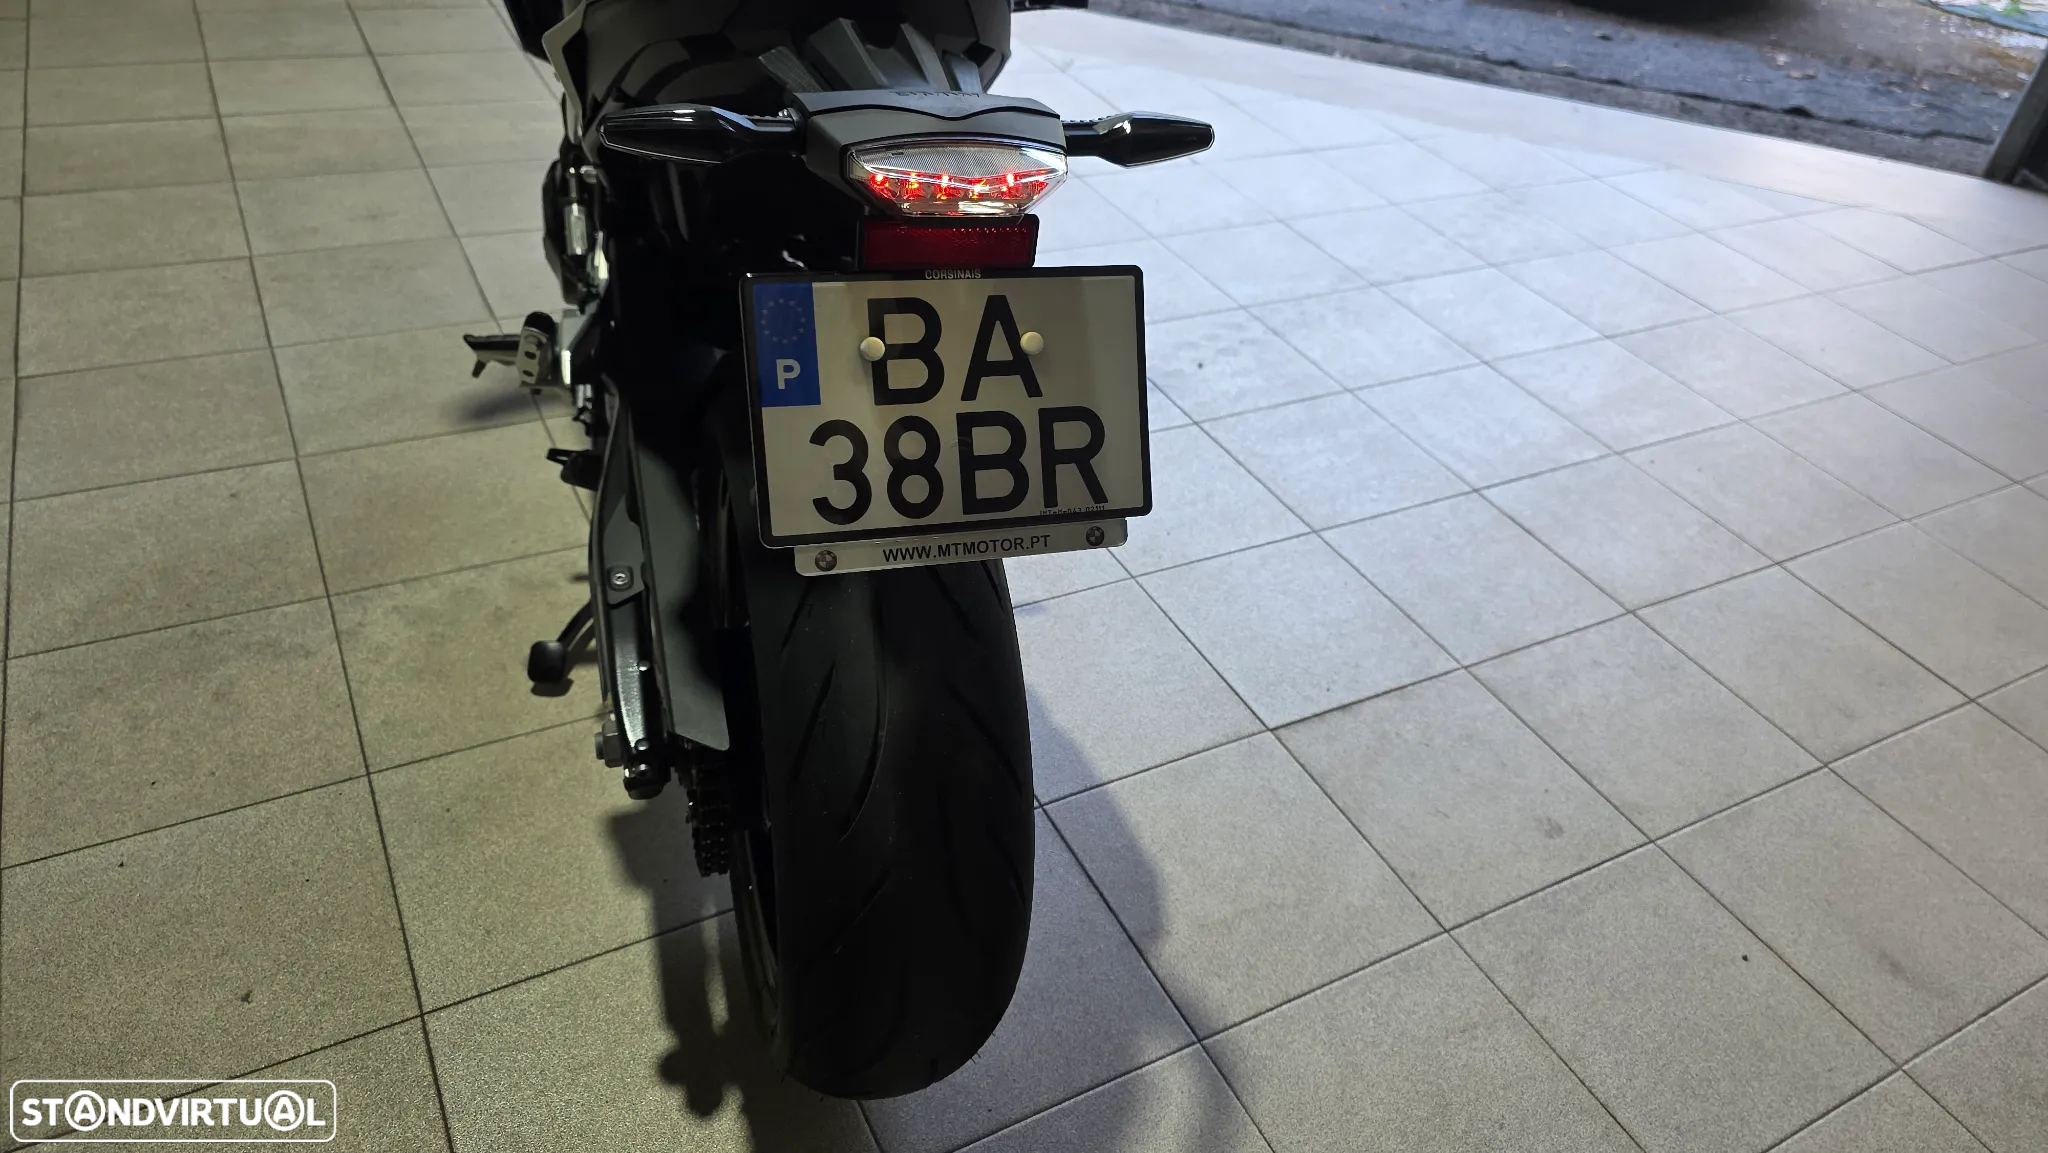 CORSINAIS
P
BA
38BR
WWW.MTMOTOR.PT
STANDVIRTUAL